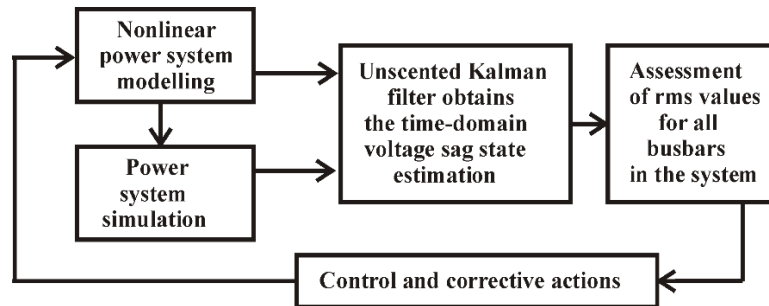 Nonlinear
power system
modelling
Power
system
simulation
Unscented Kalman
filter obtains
the time-domain
voltage sag state
estimation
Assessment
of rms values
for all
busbars
in the system
Control and corrective actions